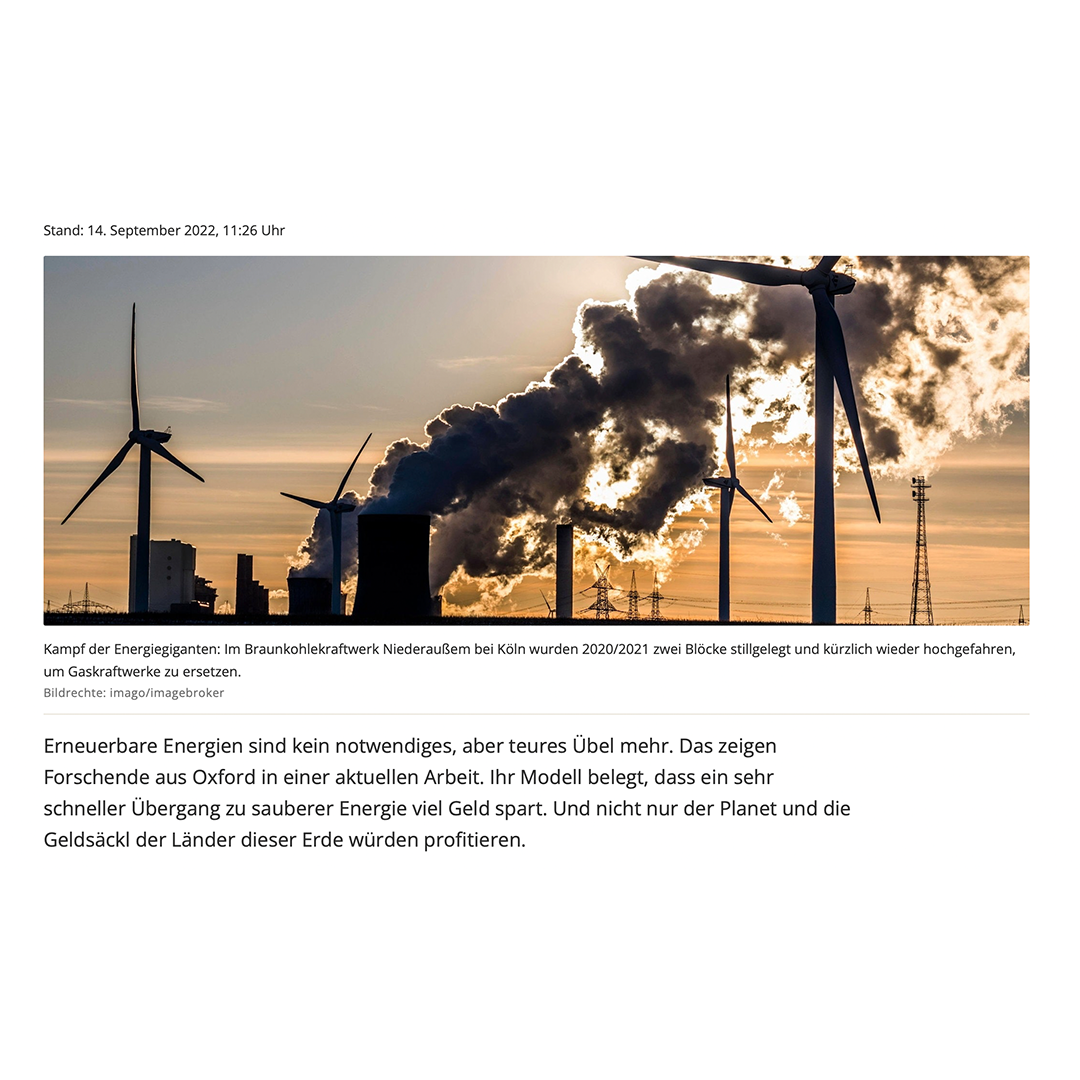 Stand: 14. September 2022, 11:26 Uhr
Kampf der Energiegiganten: Im Braunkohlekraftwerk Niederaußem bei Köln wurden 2020/2021 zwei Blöcke stillgelegt und kürzlich wieder hochgefahren,
um Gaskraftwerke zu ersetzen.
Bildrechte: imago/imagebroker
Erneuerbare Energien sind kein notwendiges, aber teures Übel mehr. Das zeigen
Forschende aus Oxford in einer aktuellen Arbeit. Ihr Modell belegt, dass ein sehr
schneller Übergang zu sauberer Energie viel Geld spart. Und nicht nur der Planet und die
Geldsäckl der Länder dieser Erde würden profitieren.